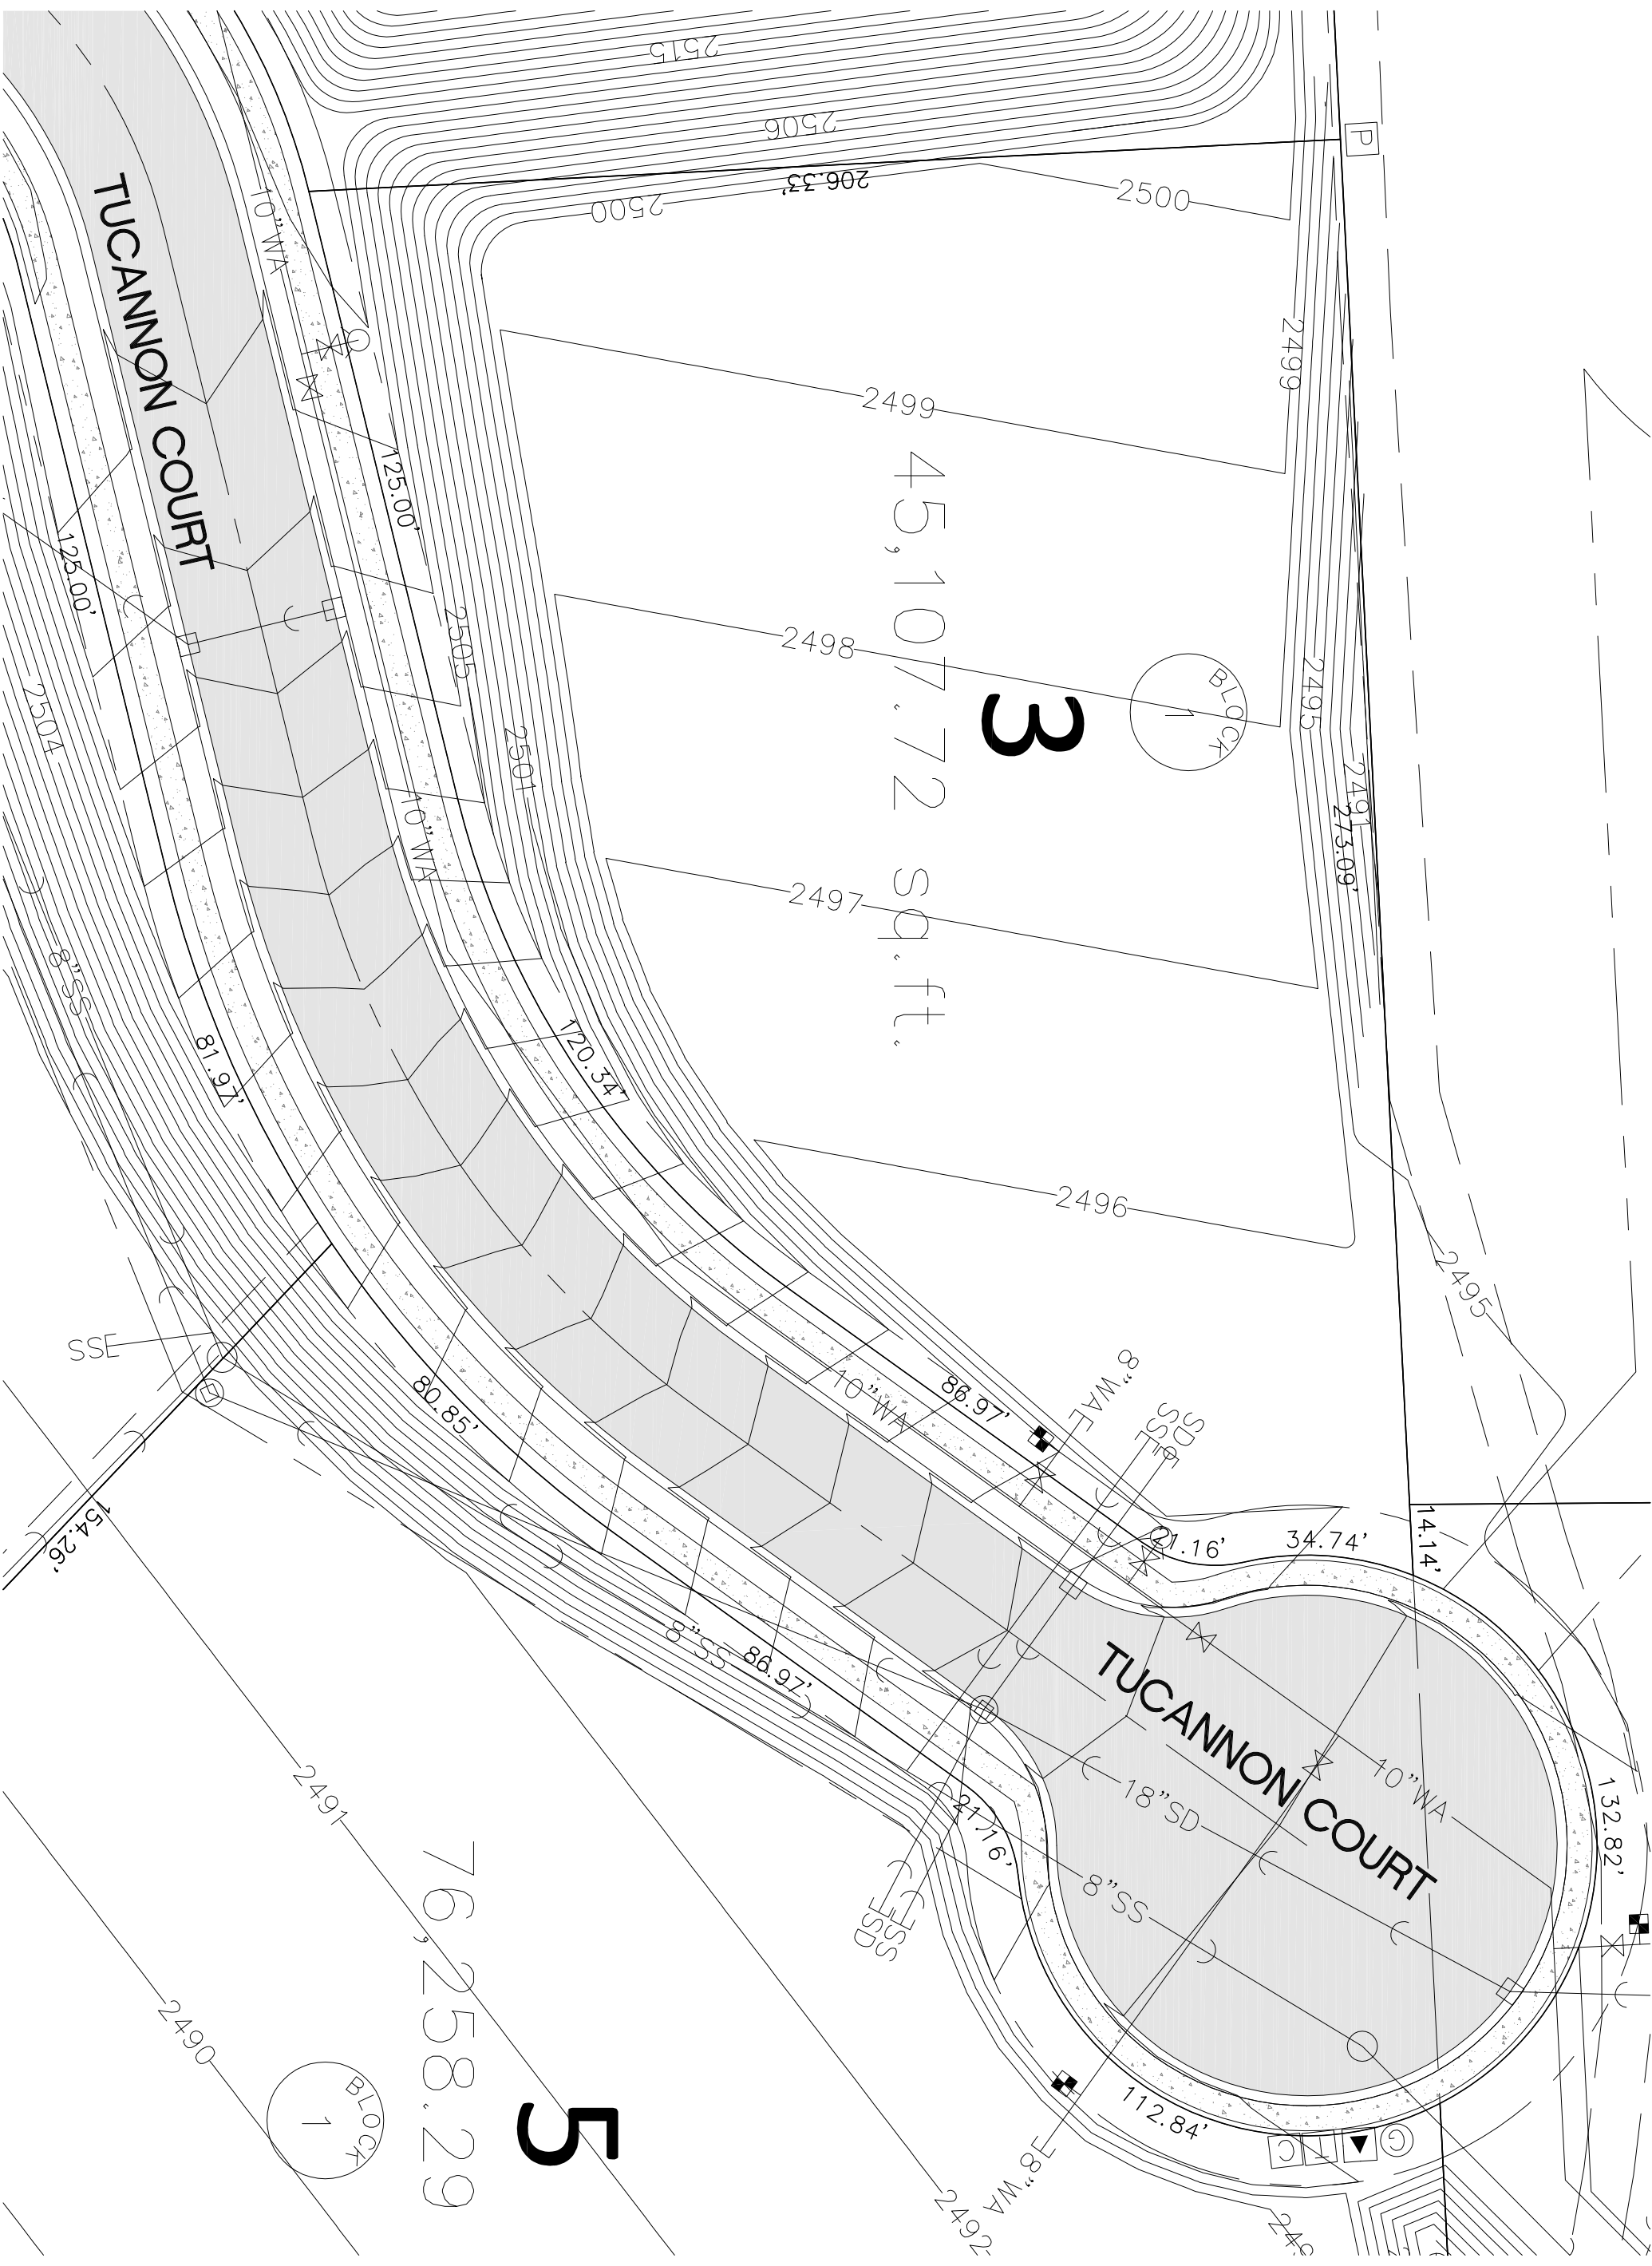 2515
2506
P
206.33'
2500
2500
TUCANNON COURT
10"WA
2499
2499
125.00'
125.00'
45,107.72 sq.ft.
3
BLOCK
1
2498
2505
2495
2504
2501
2491
273.09'
10"WA
2497
8"SS
81.97'
120.34'
2496
2495
SSE
80.85'
10"WA
86.97'
8"WAE
SSE
SD
154.26'
14.14'
21.16'
34.74'
8"SS
86.97'
TUCANNON COURT
10"WA
18"SD
132.82'
2491
21.16'
8"SS
SSE
SD
76,258.29
2490
BLOCK
1
5
112.84'
8"WAE
G
T
C
2492